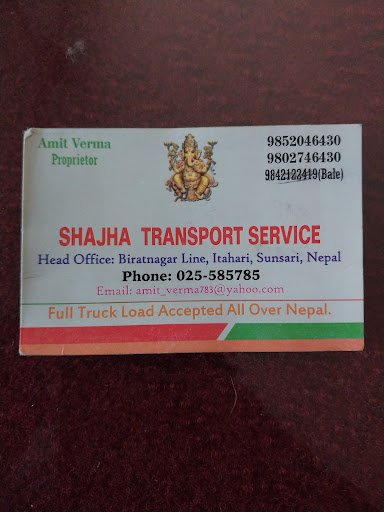 Amit Verma
Proprietor
9852046430
9802746430
9842122419(Bale)
SHAJHA TRANSPORT SERVICE
Head Office: Biratnagar Line, Itahari, Sunsari, Nepal
Phone: 025-585785
Email: amit_verma783@yahoo.com
Full Truck Load Accepted All Over Nepal.